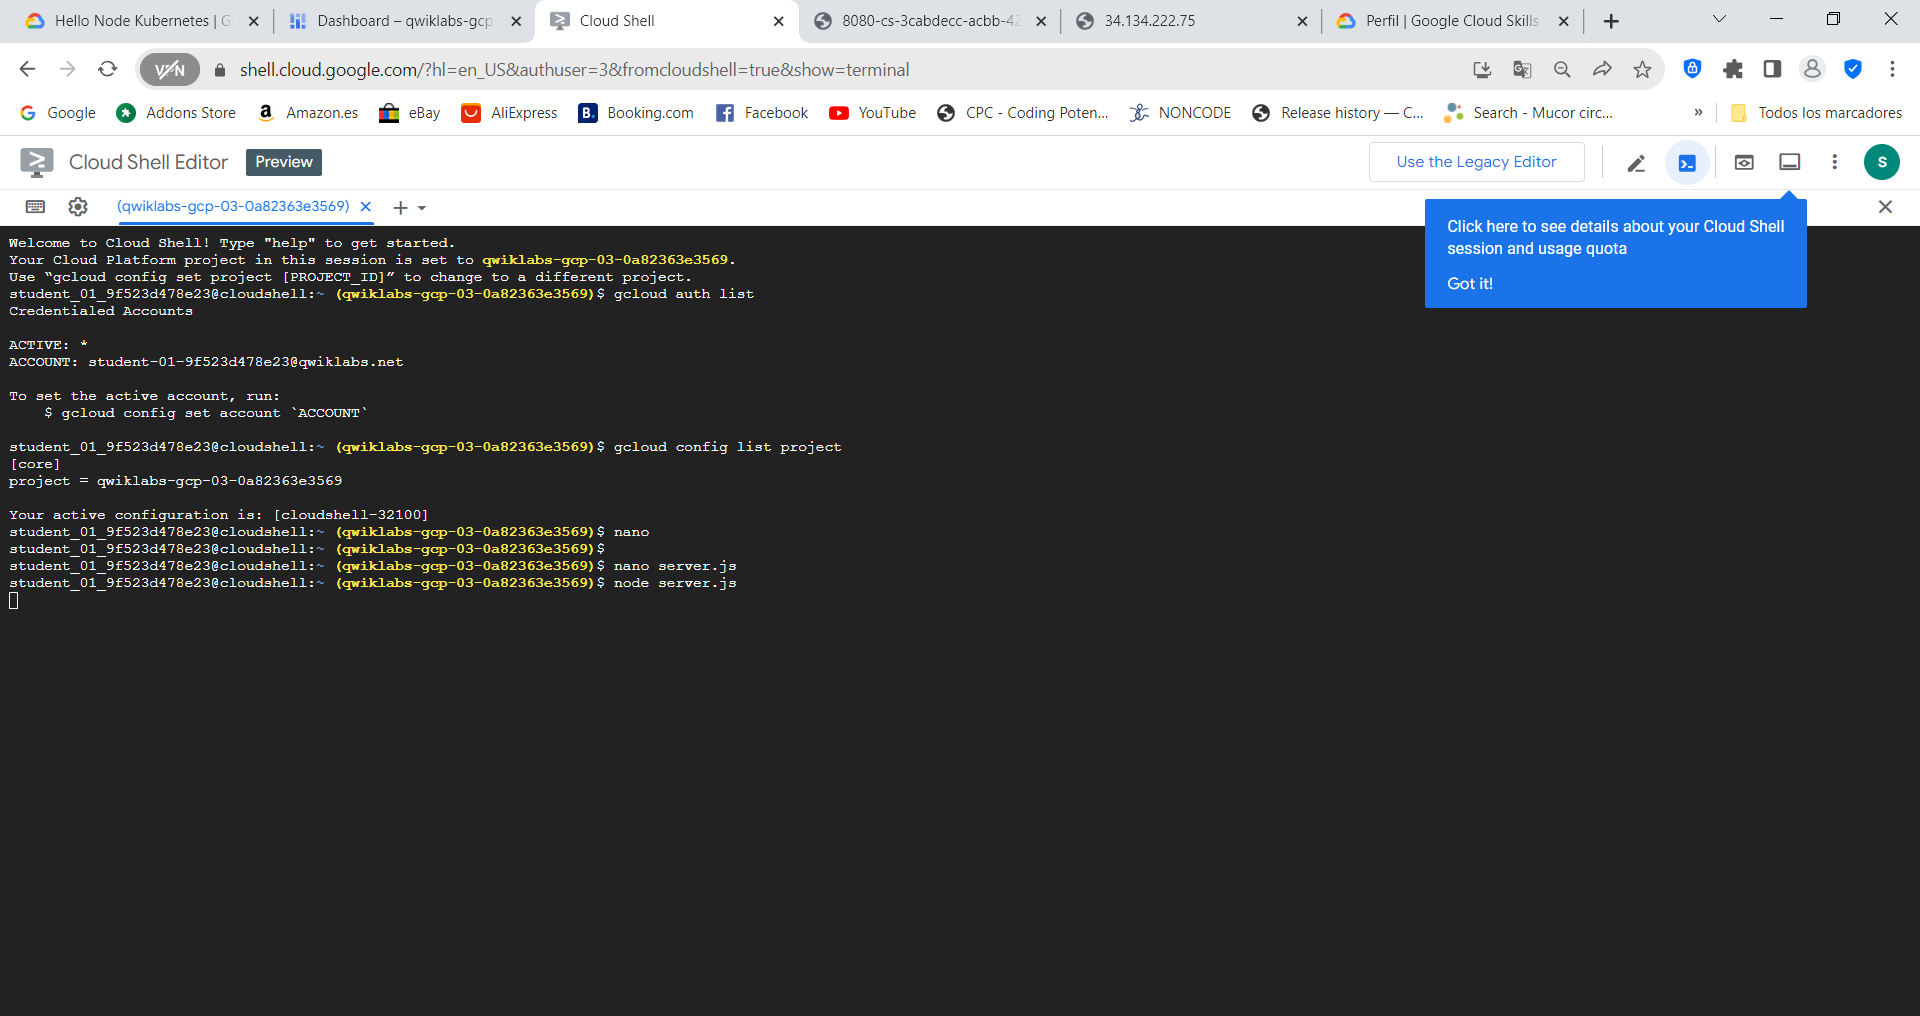 Hello Node Kubernetes | G
Dashboard – qwiklabs-gcp
Cloud Shell
8080-cs-3cabdecc-acbb-42
34.134.222.75
Perfil | Google Cloud Skills
VPN
shell.cloud.google.com/?hl=en_US&authuser=3&fromcloudshell=true&show=terminal
Google
Addons Store
Amazon.es
eBay
AliExpress
Booking.com
Facebook
YouTube
CPC - Coding Poten...
NONCODE
Release history — C...
Search - Mucor circ...
»
Todos los marcadores
Cloud Shell Editor
Preview
Use the Legacy Editor
S
(qwiklabs-gcp-03-0a82363e3569)
Click here to see details about your Cloud Shell
session and usage quota
Got it!
Welcome to Cloud Shell! Type "help" to get started.
Your Cloud Platform project in this session is set to qwiklabs-gcp-03-0a82363e3569.
Use “gcloud config set project [PROJECT_ID]” to change to a different project.
student_01_9f523d478e23@cloudshell:~ (qwiklabs-gcp-03-0a82363e3569)$ gcloud auth list
Credentialed Accounts
ACTIVE: *
ACCOUNT: student-01-9f523d478e23@qwiklabs.net
To set the active account, run:
$ gcloud config set account `ACCOUNT`
student_01_9f523d478e23@cloudshell:~ (qwiklabs-gcp-03-0a82363e3569)$ gcloud config list project
[core]
project = qwiklabs-gcp-03-0a82363e3569
Your active configuration is: [cloudshell-32100]
student_01_9f523d478e23@cloudshell:~ (qwiklabs-gcp-03-0a82363e3569)$ nano
student_01_9f523d478e23@cloudshell:~ (qwiklabs-gcp-03-0a82363e3569)$
student_01_9f523d478e23@cloudshell:~ (qwiklabs-gcp-03-0a82363e3569)$ nano server.js
student_01_9f523d478e23@cloudshell:~ (qwiklabs-gcp-03-0a82363e3569)$ node server.js